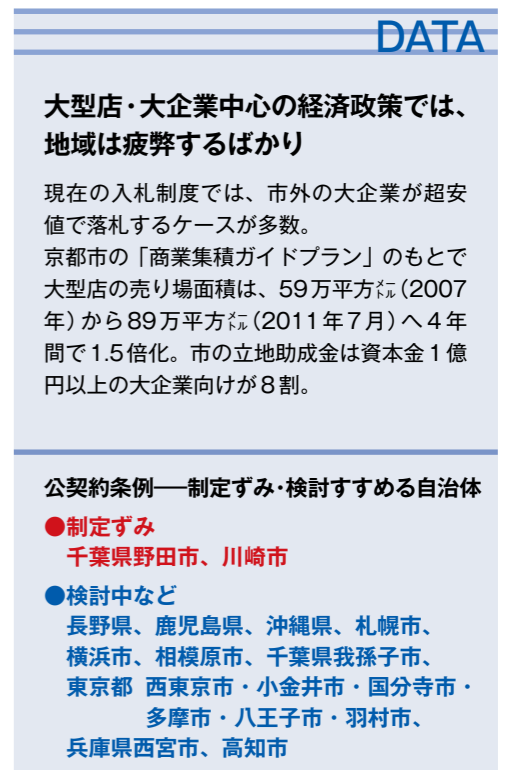 DATA
大型店・大企業中心の経済政策では、
地域は疲弊するばかり
現在の入札制度では、市外の大企業が超安
値で落札するケースが多数。
京都市の「商業集積ガイドプラン」のもとで
大型店の売り場面積は、59万平方㍍(2007
年)から89万平方㍍(2011年7月)へ4年
間で1.5倍化。市の立地助成金は資本金1億
円以上の大企業向けが8割。
公契約条例──制定ずみ・検討すすめる自治体
●制定ずみ
千葉県野田市、川崎市
●検討中など
長野県、鹿児島県、沖縄県、札幌市、
横浜市、相模原市、千葉県我孫子市、
東京都 西東京市・小金井市・国分寺市・
多摩市・八王子市・羽村市、
兵庫県西宮市、高知市